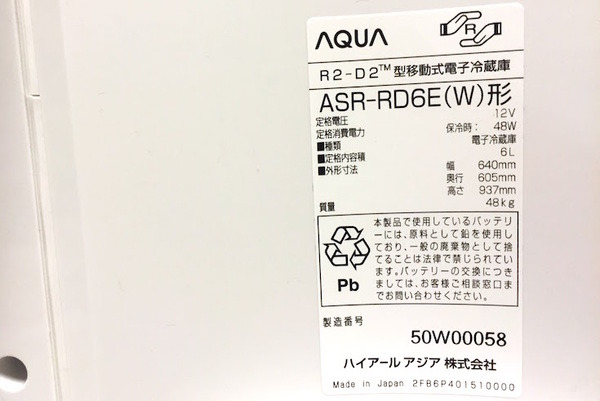 AQUA
R
R2-D2™型移動式電子冷蔵庫
ASR-RD6E(W)形
定格電圧 12V
定格消費電力 保冷時: 48W
■種類 電子冷蔵庫
■定格内容積 6L
■外形寸法 幅 640mm
奥行 605mm
高さ 937mm
質量 48kg
Pb
本製品で使用しているバッテリ
ーには、原料として鉛を使用し
ており、一般の廃棄物として捨
てることは法律で禁じられてい
ます。バッテリーの交換につき
ましては、お客様ご相談窓口ま
でお問い合わせください。
製造番号
50W00058
ハイアール アジア 株式会社
Made in Japan 2FB6P401510000